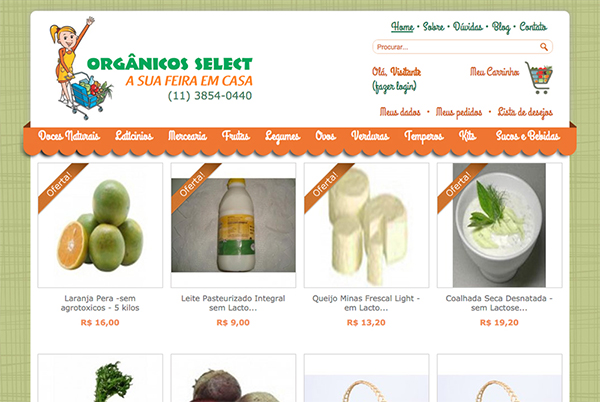 Home • Sobre • Dúvidas • Blog • Contato
ORGÂNICOS SELECT
A SUA FEIRA EM CASA
(11) 3854-0440
Procurar...
Olá, Visitante
(fazer login)
Meu Carrinho
Meus dados • Meus pedidos • Lista de desejos
Doces Naturais Laticínios Mercearia Frutas Legumes Ovos Verduras Temperos Kits Sucos e Bebidas
Oferta! Oferta! Oferta! Oferta!
Laranja Pera -sem
agrotoxicos - 5 kilos
R$ 16,00
Leite Pasteurizado Integral
sem Lacto...
R$ 9,00
Queijo Minas Frescal Light -
em Lacto...
R$ 13,20
Coalhada Seca Desnatada -
sem Lactose...
R$ 19,20